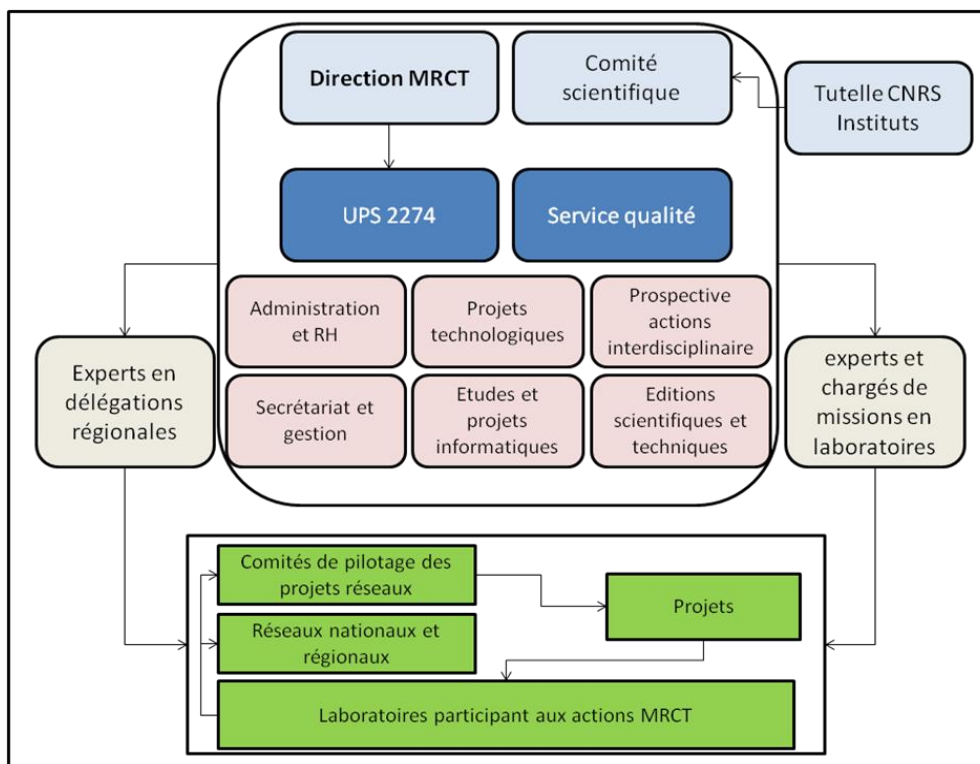 Direction MRCT
Comité
scientifique
Tutelle CNRS
Instituts
UPS 2274
Service qualité
Administration
et RH
Projets
technologiques
Prospective
actions
interdisciplinaire
Experts en
délégations
régionales
Secrétariat et
gestion
Etudes et
projets
informatiques
Editions
scientifiques et
techniques
experts et
chargés de
missions en
laboratoires
Comités de pilotage des
projets réseaux
Projets
Réseaux nationaux et
régionaux
Laboratoires participant aux actions MRCT